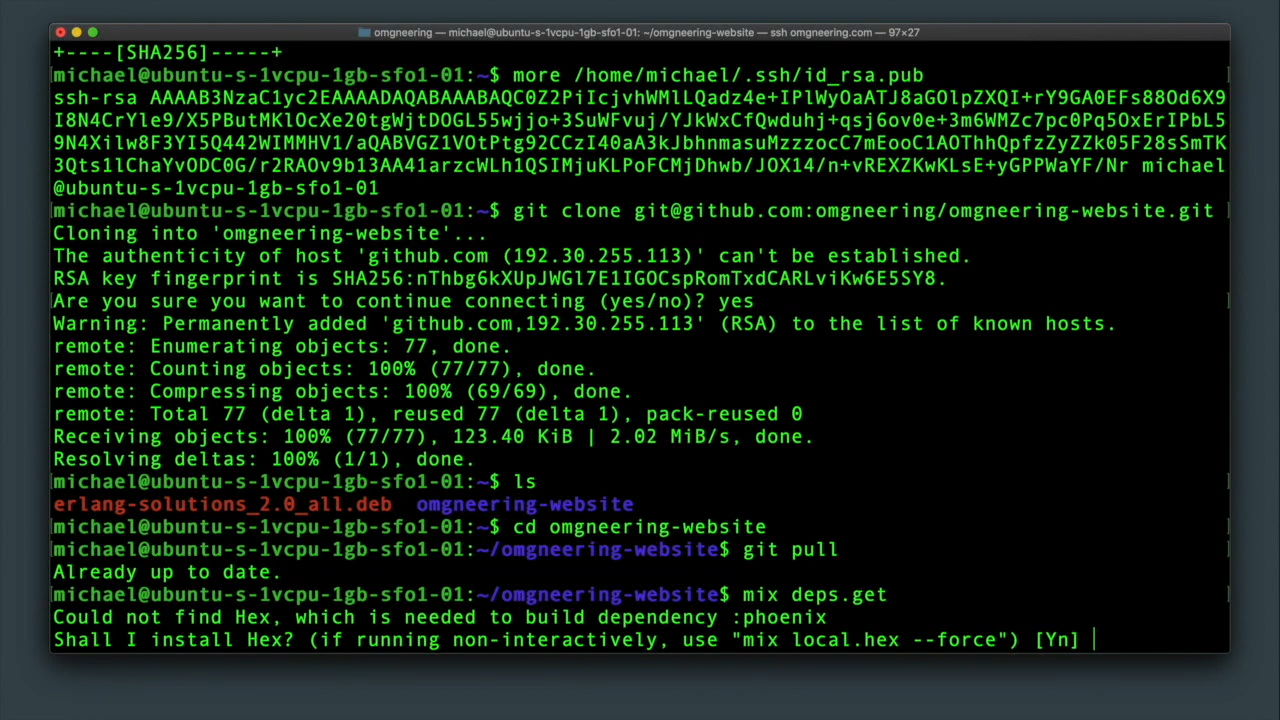 omgneering — michael@ubuntu-s-1vcpu-1gb-sfo1-01: ~/omgneering-website — ssh omgneering.com — 97×27
+----[SHA256]-----+
michael@ubuntu-s-1vcpu-1gb-sfo1-01:~$ more /home/michael/.ssh/id_rsa.pub
ssh-rsa AAAAB3NzaC1yc2EAAAADAQABAAABAQC0Z2PiIcjvhWMlLQadz4e+IPlWyOaATJ8aGOlpZXQI+rY9GA0EFs88Od6X9
I8N4CrYle9/X5PButMKlOcXe20tgWjtDOGL55wjjo+3SuWFvuj/YJkWxCfQwduhj+qsj6ov0e+3m6WMZc7pc0Pq5OxErIPbL5
9N4Xilw8F3YI5Q442WIMMHV1/aQABVGZ1VOtPtg92CCzI40aA3kJbhnmasuMzzzocC7mEooC1AOThhQpfzZyZZk05F28sSmTK
3Qts1lChaYvODC0G/r2RAOv9b13AA41arzcWLh1QSIMjuKLPoFCMjDhwb/JOX14/n+vREXZKwKLsE+yGPPWaYF/Nr michael
@ubuntu-s-1vcpu-1gb-sfo1-01
michael@ubuntu-s-1vcpu-1gb-sfo1-01:~$ git clone git@github.com:omgneering/omgneering-website.git
Cloning into 'omgneering-website'...
The authenticity of host 'github.com (192.30.255.113)' can't be established.
RSA key fingerprint is SHA256:nThbg6kXUpJWGl7E1IGOCspRomTxdCARLviKw6E5SY8.
Are you sure you want to continue connecting (yes/no)? yes
Warning: Permanently added 'github.com,192.30.255.113' (RSA) to the list of known hosts.
remote: Enumerating objects: 77, done.
remote: Counting objects: 100% (77/77), done.
remote: Compressing objects: 100% (69/69), done.
remote: Total 77 (delta 1), reused 77 (delta 1), pack-reused 0
Receiving objects: 100% (77/77), 123.40 KiB | 2.02 MiB/s, done.
Resolving deltas: 100% (1/1), done.
michael@ubuntu-s-1vcpu-1gb-sfo1-01:~$ ls
erlang-solutions_2.0_all.deb  omgneering-website
michael@ubuntu-s-1vcpu-1gb-sfo1-01:~$ cd omgneering-website
michael@ubuntu-s-1vcpu-1gb-sfo1-01:~/omgneering-website$ git pull
Already up to date.
michael@ubuntu-s-1vcpu-1gb-sfo1-01:~/omgneering-website$ mix deps.get
Could not find Hex, which is needed to build dependency :phoenix
Shall I install Hex? (if running non-interactively, use "mix local.hex --force") [Yn]